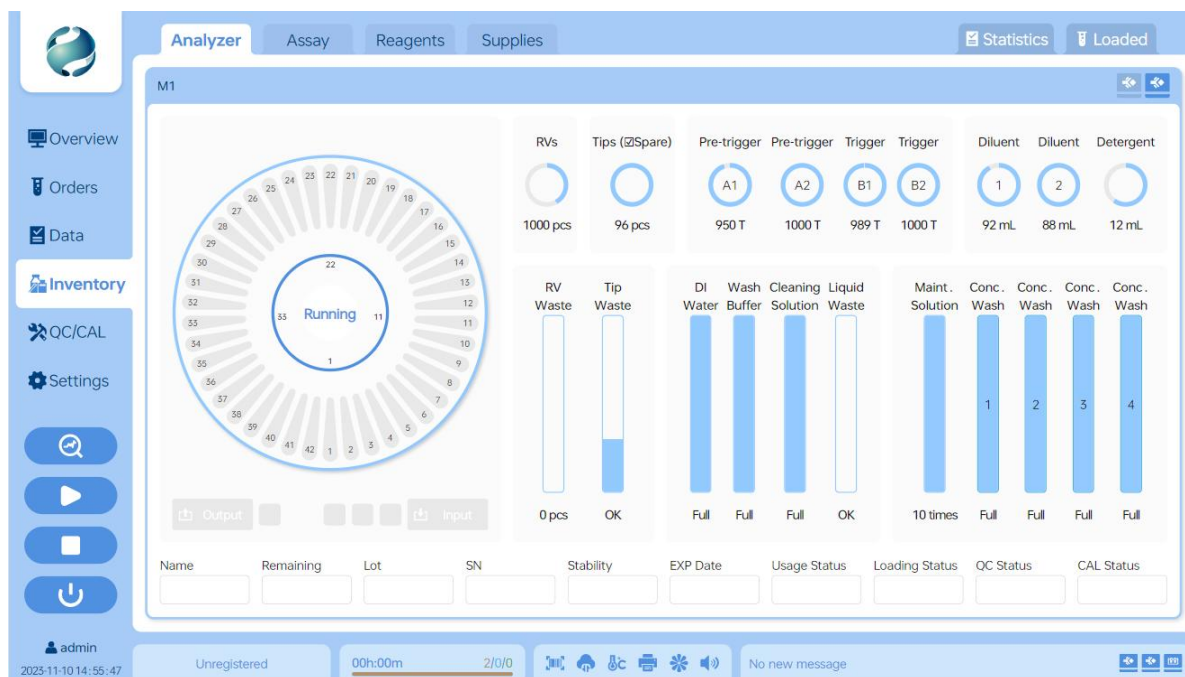 Analyzer Assay Reagents Supplies Statistics Loaded
M1
Overview
Orders
Data
Inventory
QC/CAL
Settings
admin
2023-11-10 14:55:47
22
21
20
19
18
17
16
15
14
13
12
11
10
9
8
7
6
5
4
3
2
1
42
41
40
39
38
37
36
35
34
33
32
31
30
29
28
27
26
25
24
23
22
33 Running 11
1
Output Input
RVs Tips (☑Spare) Pre-trigger Pre-trigger Trigger Trigger Diluent Diluent Detergent
A1 A2 B1 B2 1 2
1000 pcs 96 pcs 950 T 1000 T 989 T 1000 T 92 mL 88 mL 12 mL
RV Tip DI Wash Cleaning Liquid Maint. Conc. Conc. Conc. Conc.
Waste Waste Water Buffer Solution Waste Solution Wash Wash Wash Wash
1 2 3 4
0 pcs OK Full Full Full OK 10 times Full Full Full Full
Name Remaining Lot SN Stability EXP Date Usage Status Loading Status QC Status CAL Status
Unregistered 00h:00m 2/0/0 °C No new message